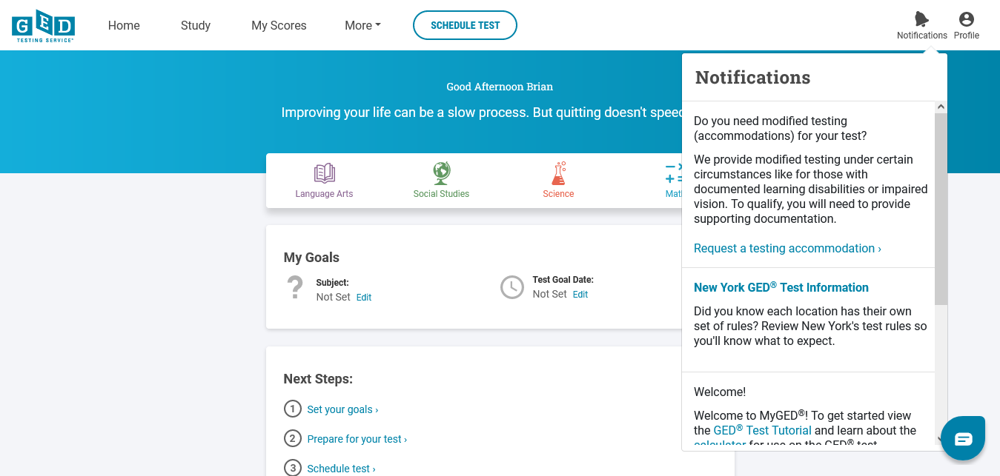 GED
TESTING SERVICE®
Home
Study
My Scores
More
SCHEDULE TEST
Notifications
Profile
Good Afternoon Brian
Improving your life can be a slow process. But quitting doesn't speed
Language Arts
Social Studies
Science
Mat
My Goals
Subject:
Not Set Edit
Test Goal Date:
Not Set Edit
Next Steps:
1 Set your goals ›
2 Prepare for your test ›
3 Schedule test ›
Notifications
Do you need modified testing
(accommodations) for your test?
We provide modified testing under certain
circumstances like for those with
documented learning disabilities or impaired
vision. To qualify, you will need to provide
supporting documentation.
Request a testing accommodation ›
New York GED® Test Information
Did you know each location has their own
set of rules? Review New York's test rules so
you'll know what to expect.
Welcome!
Welcome to MyGED®! To get started view
the GED® Test Tutorial and learn about the
calculator for use on the GED® test